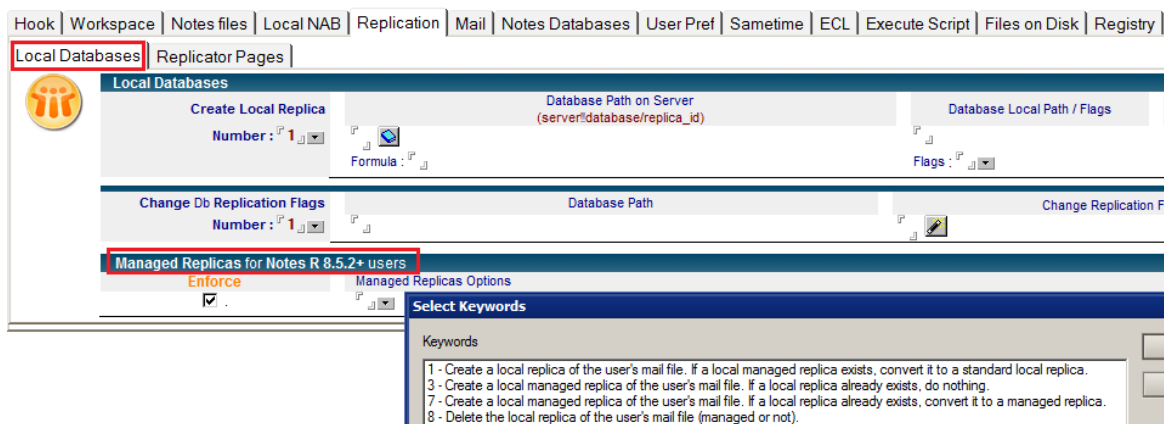 Hook Workspace Notes files Local NAB Replication Mail Notes Databases User Pref Sametime ECL Execute Script Files on Disk Registry
Local Databases Replicator Pages
Local Databases
Create Local Replica
Number : 1
Database Path on Server
(server!!database/replica_id)
Formula :
Database Local Path / Flags
Flags :
Change Db Replication Flags
Number : 1
Database Path
Change Replication F
Managed Replicas for Notes R 8.5.2+ users
Enforce
.
Managed Replicas Options
Select Keywords
Keywords
1 - Create a local replica of the user's mail file. If a local managed replica exists, convert it to a standard local replica.
3 - Create a local managed replica of the user's mail file. If a local replica already exists, do nothing.
7 - Create a local managed replica of the user's mail file. If a local replica already exists, convert it to a managed replica.
8 - Delete the local replica of the user's mail file (managed or not).